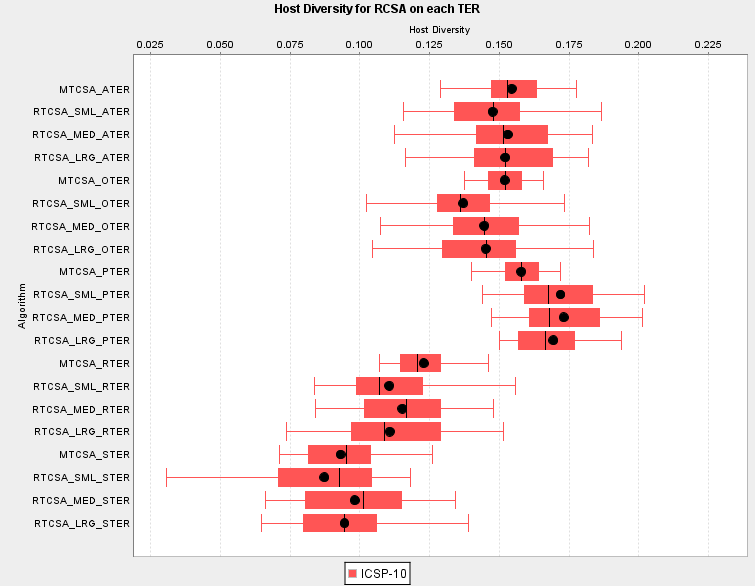 Host Diversity for RCSA on each TER
Host Diversity
0.025 0.050 0.075 0.100 0.125 0.150 0.175 0.200 0.225
Algorithm
MTCSA_ATER
RTCSA_SML_ATER
RTCSA_MED_ATER
RTCSA_LRG_ATER
MTCSA_OTER
RTCSA_SML_OTER
RTCSA_MED_OTER
RTCSA_LRG_OTER
MTCSA_PTER
RTCSA_SML_PTER
RTCSA_MED_PTER
RTCSA_LRG_PTER
MTCSA_RTER
RTCSA_SML_RTER
RTCSA_MED_RTER
RTCSA_LRG_RTER
MTCSA_STER
RTCSA_SML_STER
RTCSA_MED_STER
RTCSA_LRG_STER
ICSP-10